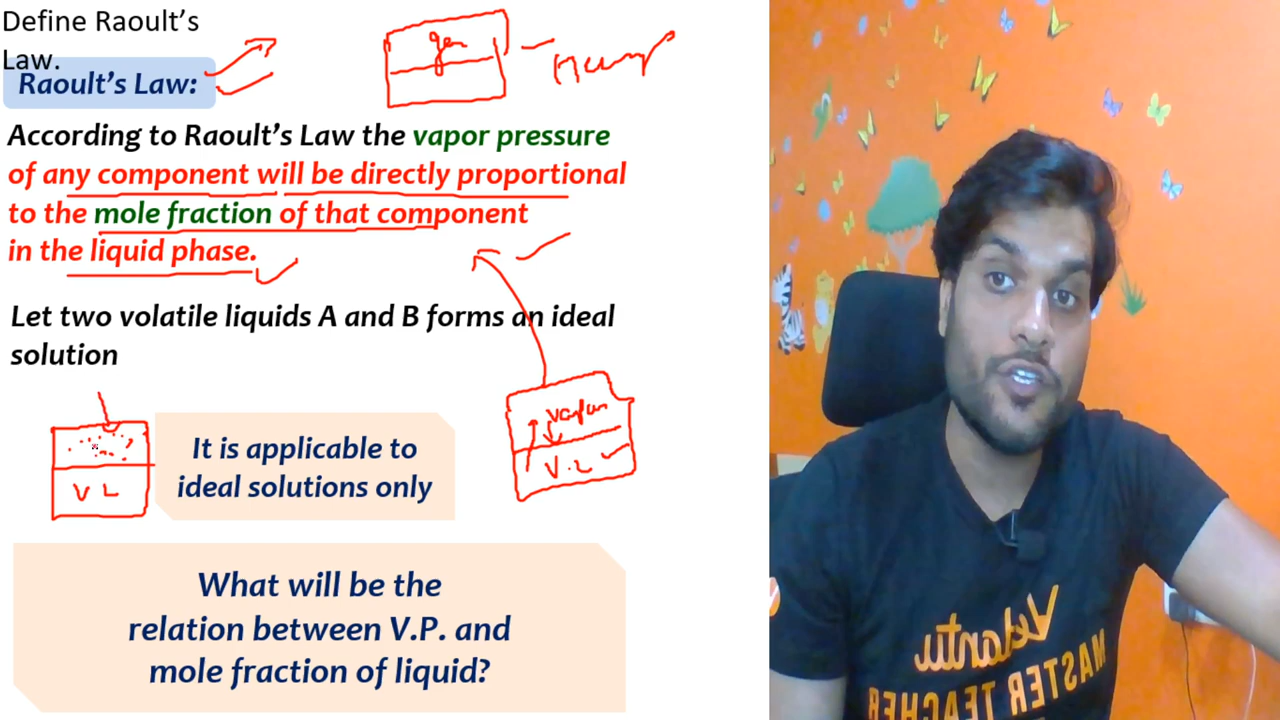 Define Raoult's
Law.
Raoult's Law:
gas
Henry
According to Raoult's Law the vapor pressure
of any component will be directly proportional
to the mole fraction of that component
in the liquid phase.
Let two volatile liquids A and B forms an ideal
solution
V L
It is applicable to
ideal solutions only
vapor
V.L
What will be the
relation between V.P. and
mole fraction of liquid?
Vedantu
MASTER TEACHER